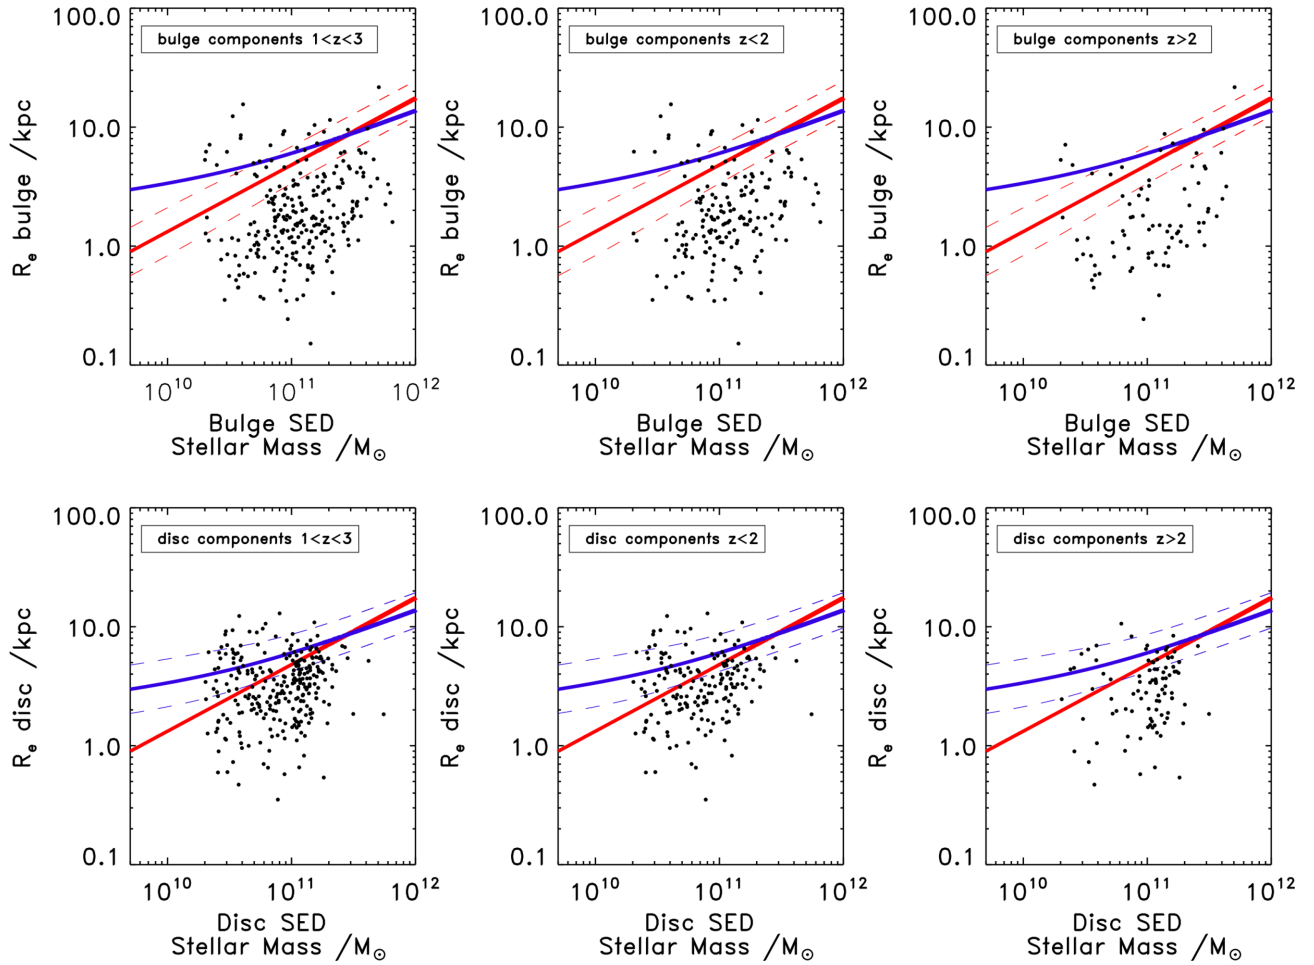 bulge components 1<z<3
100.0
10.0
1.0
0.1
R_e bulge /kpc
10^10 10^11 10^12
Bulge SED
Stellar Mass /M_⊙
bulge components z<2
100.0
10.0
1.0
0.1
R_e bulge /kpc
10^10 10^11 10^12
Bulge SED
Stellar Mass /M_⊙
bulge components z>2
100.0
10.0
1.0
0.1
R_e bulge /kpc
10^10 10^11 10^12
Bulge SED
Stellar Mass /M_⊙
disc components 1<z<3
100.0
10.0
1.0
0.1
R_e disc /kpc
10^10 10^11 10^12
Disc SED
Stellar Mass /M_⊙
disc components z<2
100.0
10.0
1.0
0.1
R_e disc /kpc
10^10 10^11 10^12
Disc SED
Stellar Mass /M_⊙
disc components z>2
100.0
10.0
1.0
0.1
R_e disc /kpc
10^10 10^11 10^12
Disc SED
Stellar Mass /M_⊙